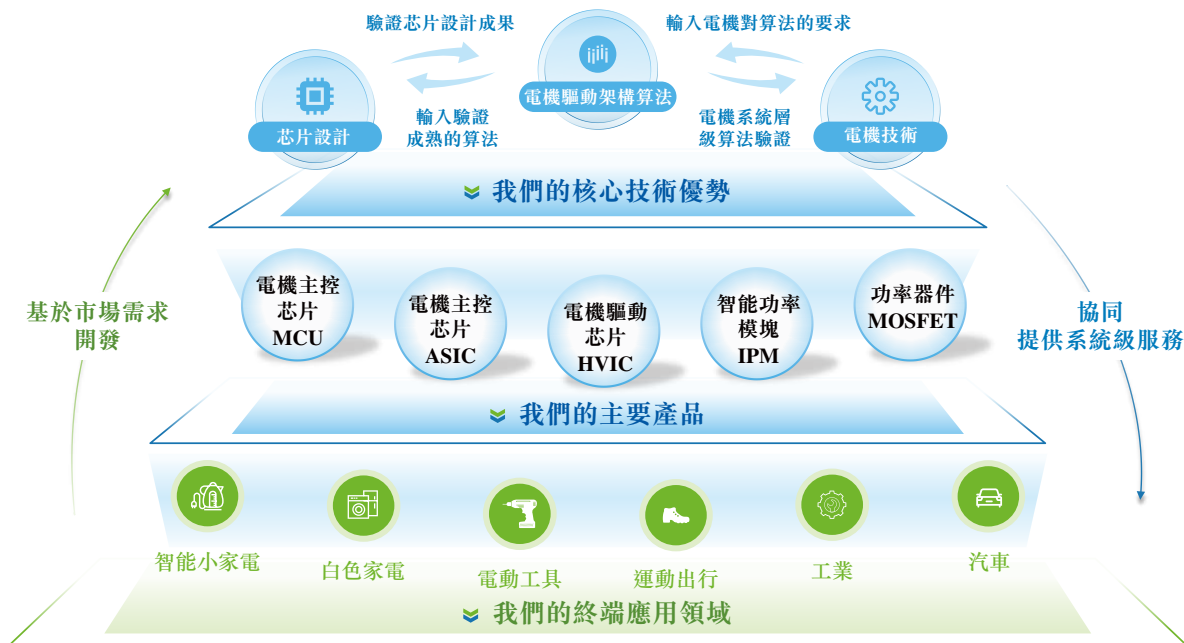 驗證芯片設計成果
輸入電機對算法的要求
電機驅動架構算法
芯片設計
輸入驗證
成熟的算法
電機系統層
級算法驗證
電機技術
我們的核心技術優勢
基於市場需求
開發
電機主控
芯片
MCU
電機主控
芯片
ASIC
電機驅動
芯片
HVIC
智能功率
模塊
IPM
功率器件
MOSFET
協同
提供系統級服務
我們的主要產品
智能小家電
白色家電
電動工具
運動出行
工業
汽車
我們的終端應用領域